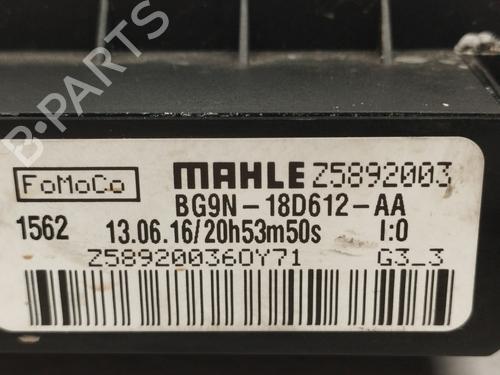 B-PARTS
FoMoCo MAHLE Z5892003
BG9N-18D612-AA
1562 13.06.16/20h53m50s I:0
Z58920036OY71 G3_3